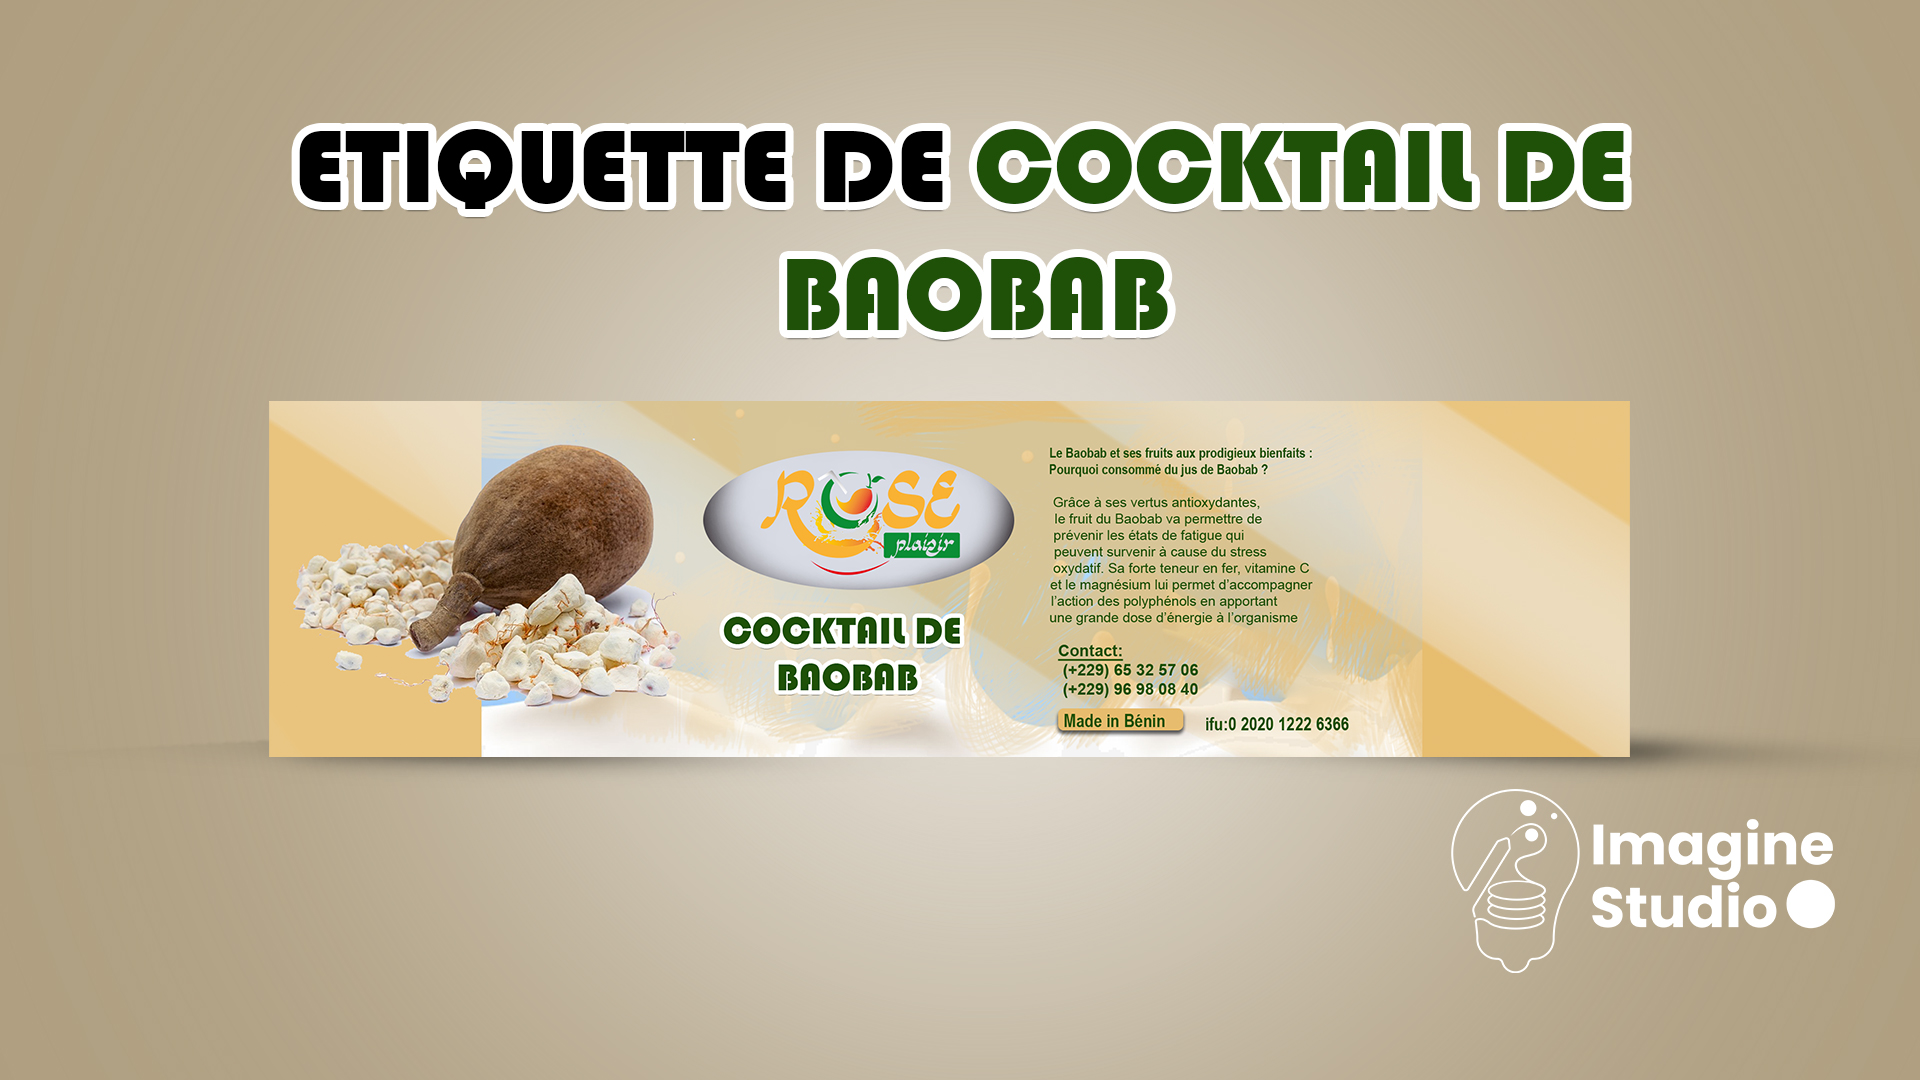 ETIQUETTE DE COCKTAIL DE
BAOBAB
ROSE
plaisir
COCKTAIL DE
BAOBAB
Le Baobab et ses fruits aux prodigieux bienfaits :
Pourquoi consommé du jus de Baobab ?
Grâce à ses vertus antioxydantes,
le fruit du Baobab va permettre de
prévenir les états de fatigue qui
peuvent survenir à cause du stress
oxydatif. Sa forte teneur en fer, vitamine C
et le magnésium lui permet d’accompagner
l’action des polyphénols en apportant
une grande dose d’énergie à l’organisme
Contact:
(+229) 65 32 57 06
(+229) 96 98 08 40
Made in Bénin
ifu:0 2020 1222 6366
Imagine
Studio